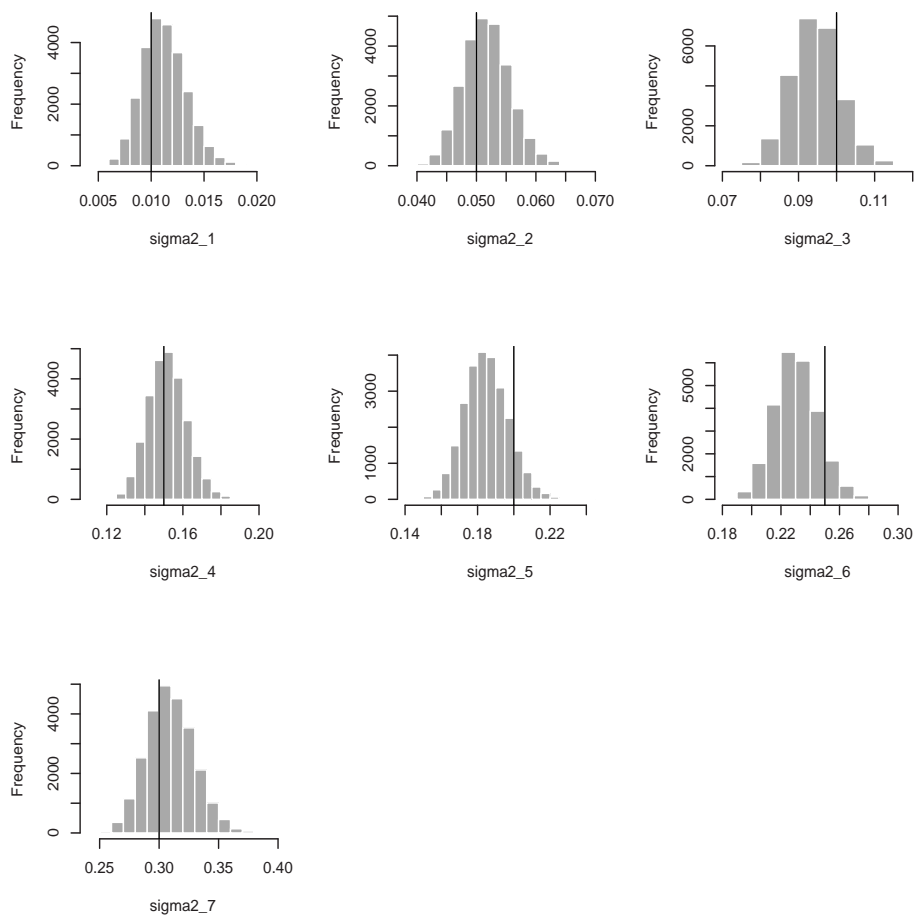 Frequency
0 2000 4000
0.005 0.010 0.015 0.020
sigma2_1
Frequency
0 2000 4000
0.040 0.050 0.060 0.070
sigma2_2
Frequency
0 2000 6000
0.07 0.09 0.11
sigma2_3
Frequency
0 2000 4000
0.12 0.16 0.20
sigma2_4
Frequency
0 1000 3000
0.14 0.18 0.22
sigma2_5
Frequency
0 2000 5000
0.18 0.22 0.26 0.30
sigma2_6
Frequency
0 2000 4000
0.25 0.30 0.35 0.40
sigma2_7